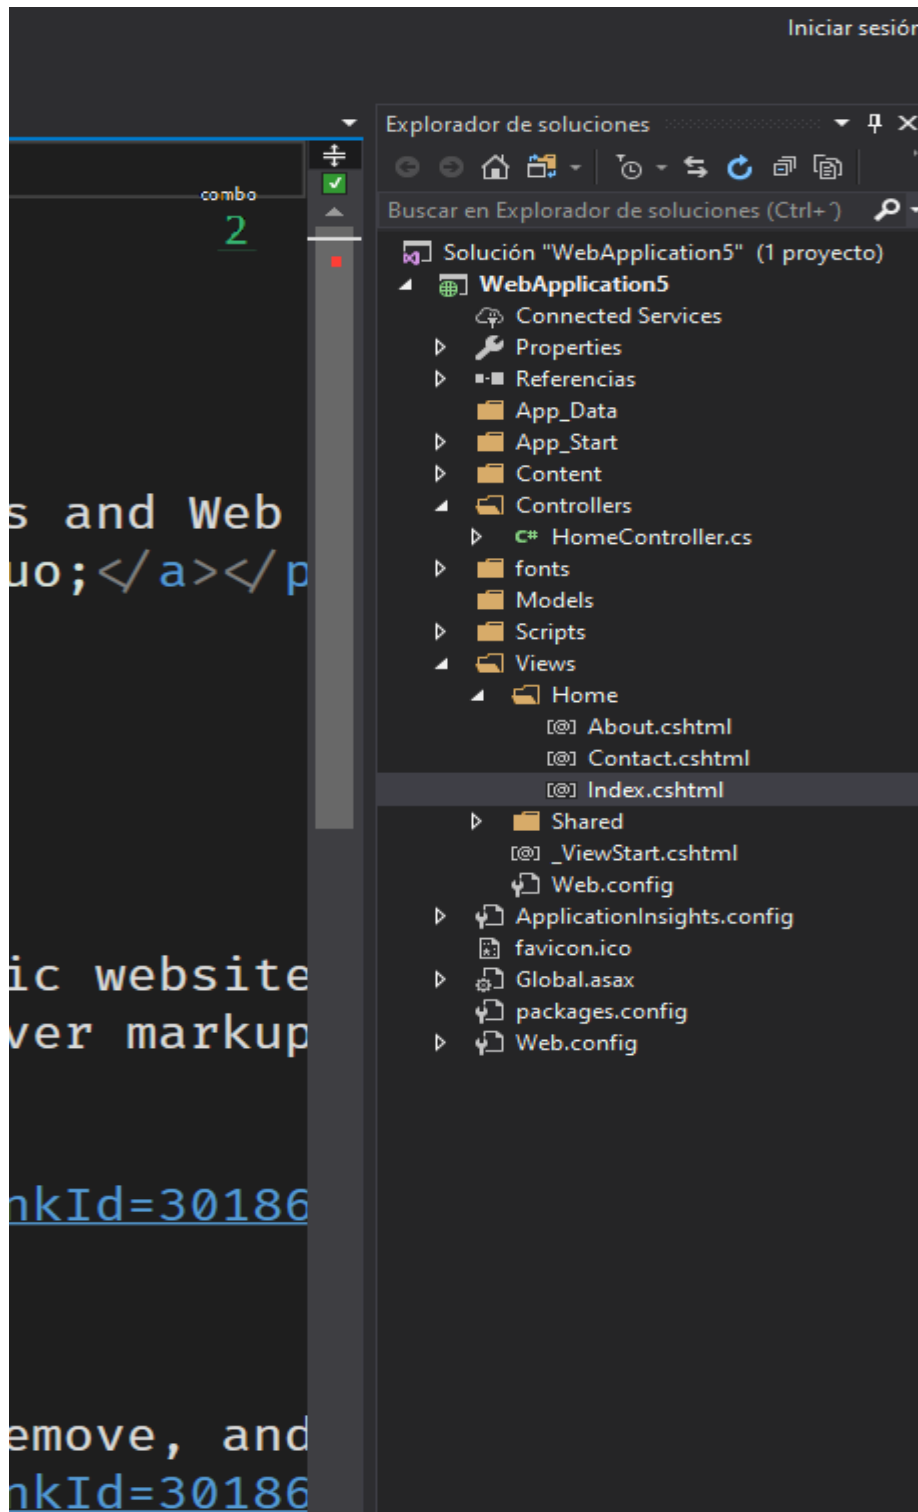 Iniciar sesión
Explorador de soluciones
combo
2
Buscar en Explorador de soluciones (Ctrl+´)
Solución "WebApplication5" (1 proyecto)
WebApplication5
Connected Services
Properties
Referencias
App_Data
App_Start
Content
Controllers
C# HomeController.cs
fonts
Models
Scripts
Views
Home
[@] About.cshtml
[@] Contact.cshtml
[@] Index.cshtml
Shared
[@] _ViewStart.cshtml
Web.config
ApplicationInsights.config
favicon.ico
Global.asax
packages.config
Web.config
s and Web
uo;</a></p
ic website
ver markup
nkId=30186
emove, and
nkId=30186